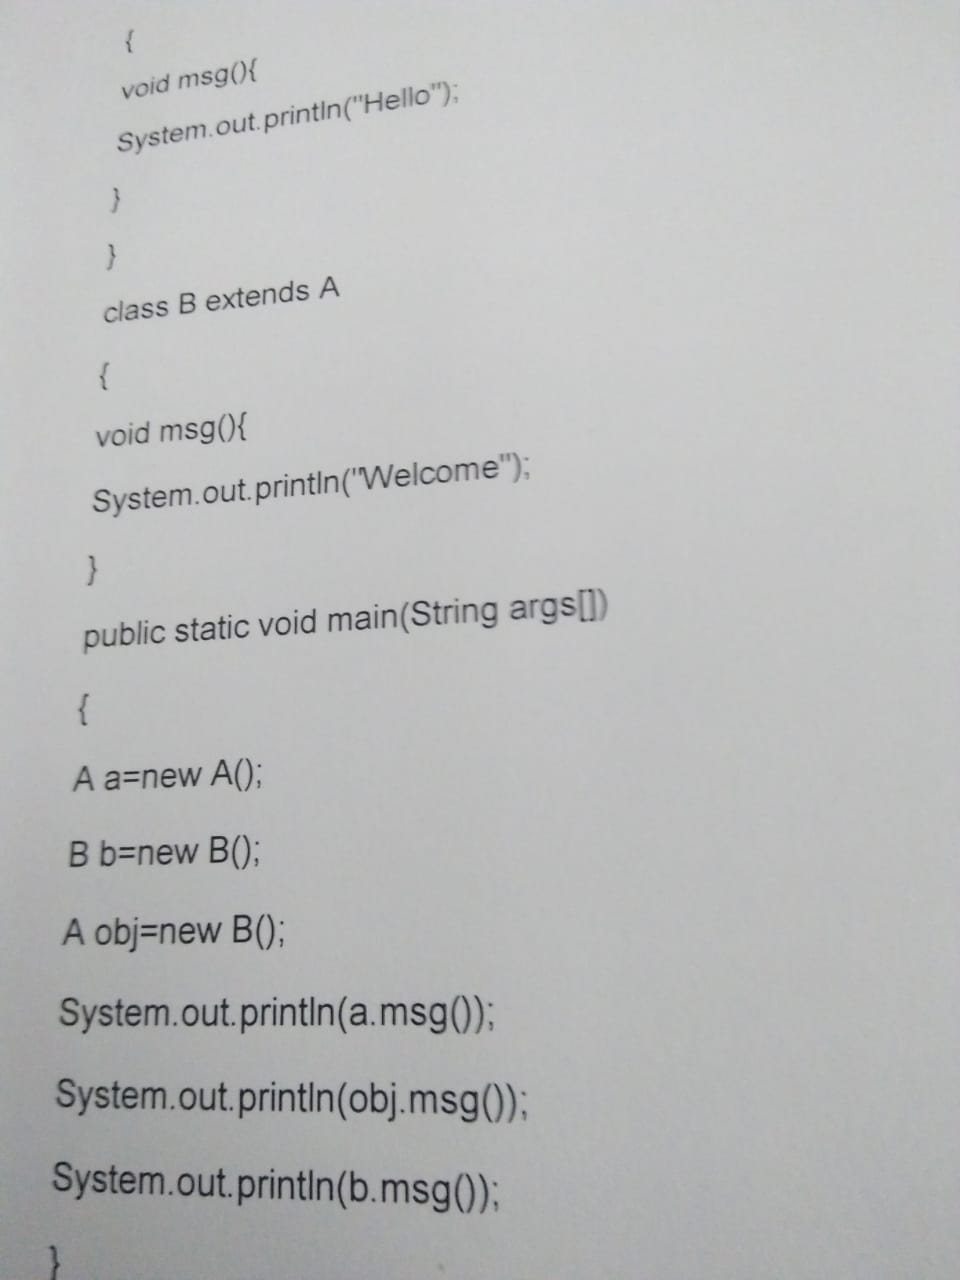 {
void msg(){
System.out.println("Hello");
}
}
class B extends A
{
void msg(){
System.out.println("Welcome");
}
public static void main(String args[])
{
A a=new A();
B b=new B();
A obj=new B();
System.out.println(a.msg());
System.out.println(obj.msg());
System.out.println(b.msg());
}